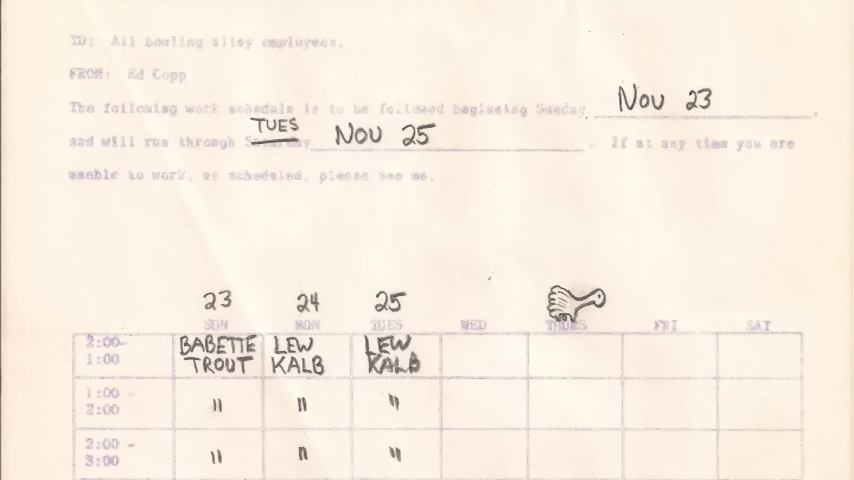 TO: All bowling alley employees.
FROM: Ed Copp
The following work schedule is to be followed beginning Sunday NOV 23.
TUES
and will run through Saturday NOV 25. If at any time you are
unable to work, as scheduled, please see me.
23 24 25
SUN MON TUES WED THURS FRI SAT
2:00- BABETTE LEW LEW
1:00 TROUT KALB KALB
1:00 - 
2:00 " " "
2:00 -
3:00 " " "